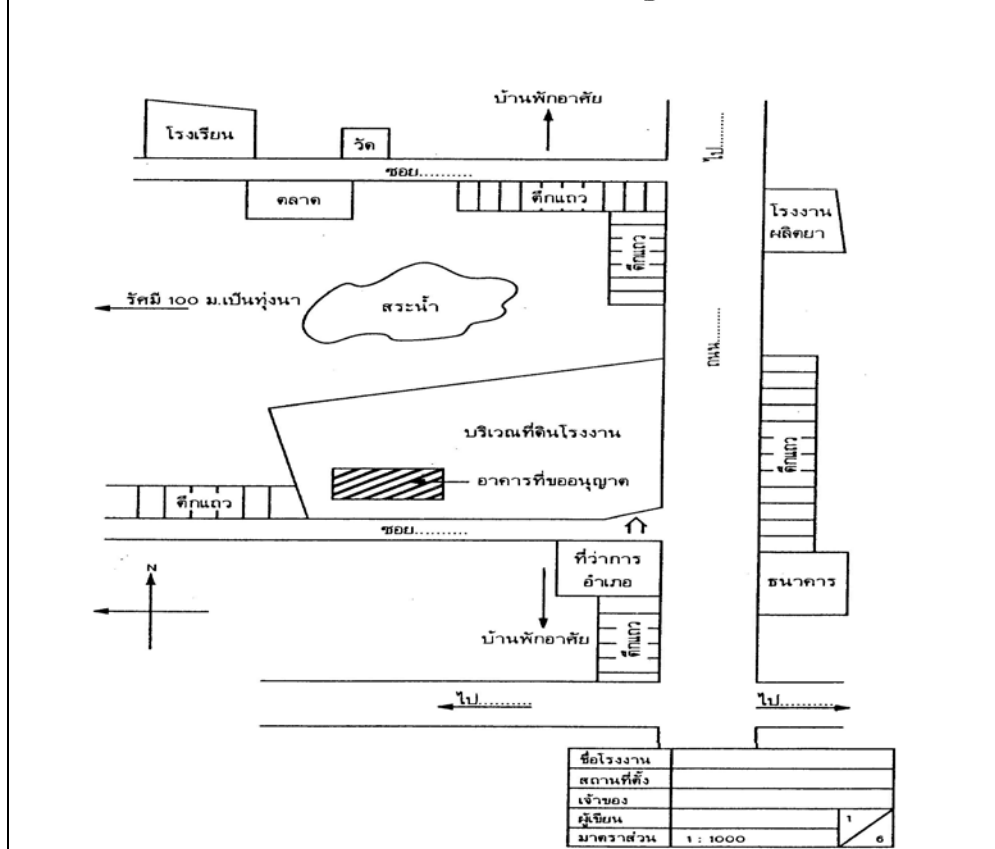 บ้านพักอาศัย
ไป......
โรงเรียน
วัด
ซอย..........
ตลาด
ตึกแถว
ตึกแถว
โรงงาน
ผลิตยา
รัศมี 100 ม.เป็นทุ่งนา
สระน้ำ
ถนน......
บริเวณที่ดินโรงงาน
อาคารที่ขออนุญาต
ตึกแถว
ตึกแถว
ซอย..........
ที่ว่าการ
อำเภอ
ธนาคาร
N
บ้านพักอาศัย
ตึกแถว
ไป..........
ไป..........
ชื่อโรงงาน
สถานที่ตั้ง
เจ้าของ
ผู้เขียน
มาตราส่วน 1 : 1000 1/6